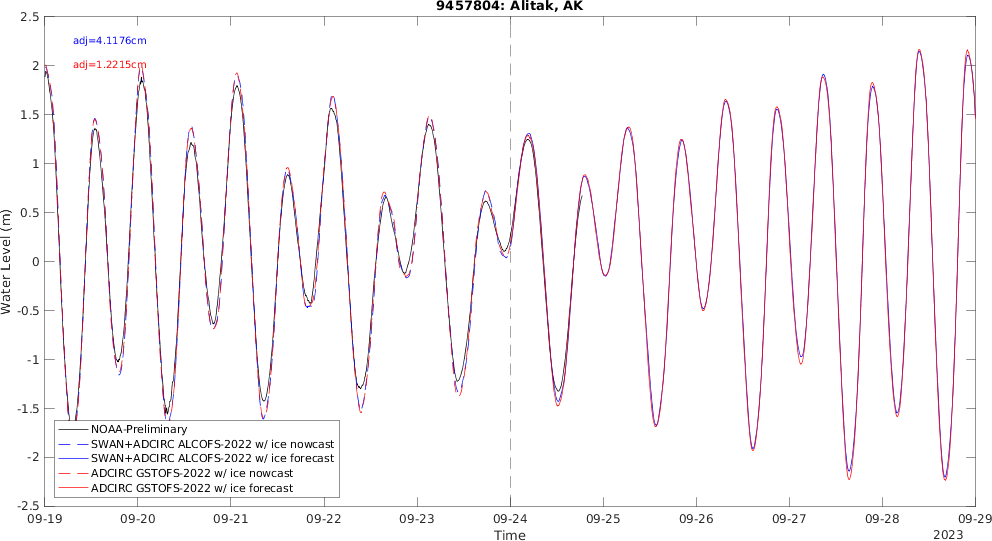 9457804: Alitak, AK
adj=4.1176cm
adj=1.2215cm
Water Level (m)
2.5
2
1.5
1
0.5
0
-0.5
-1
-1.5
-2
-2.5
NOAA-Preliminary
SWAN+ADCIRC ALCOFS-2022 w/ ice nowcast
SWAN+ADCIRC ALCOFS-2022 w/ ice forecast
ADCIRC GSTOFS-2022 w/ ice nowcast
ADCIRC GSTOFS-2022 w/ ice forecast
09-19 09-20 09-21 09-22 09-23 09-24 09-25 09-26 09-27 09-28 09-29
Time
2023